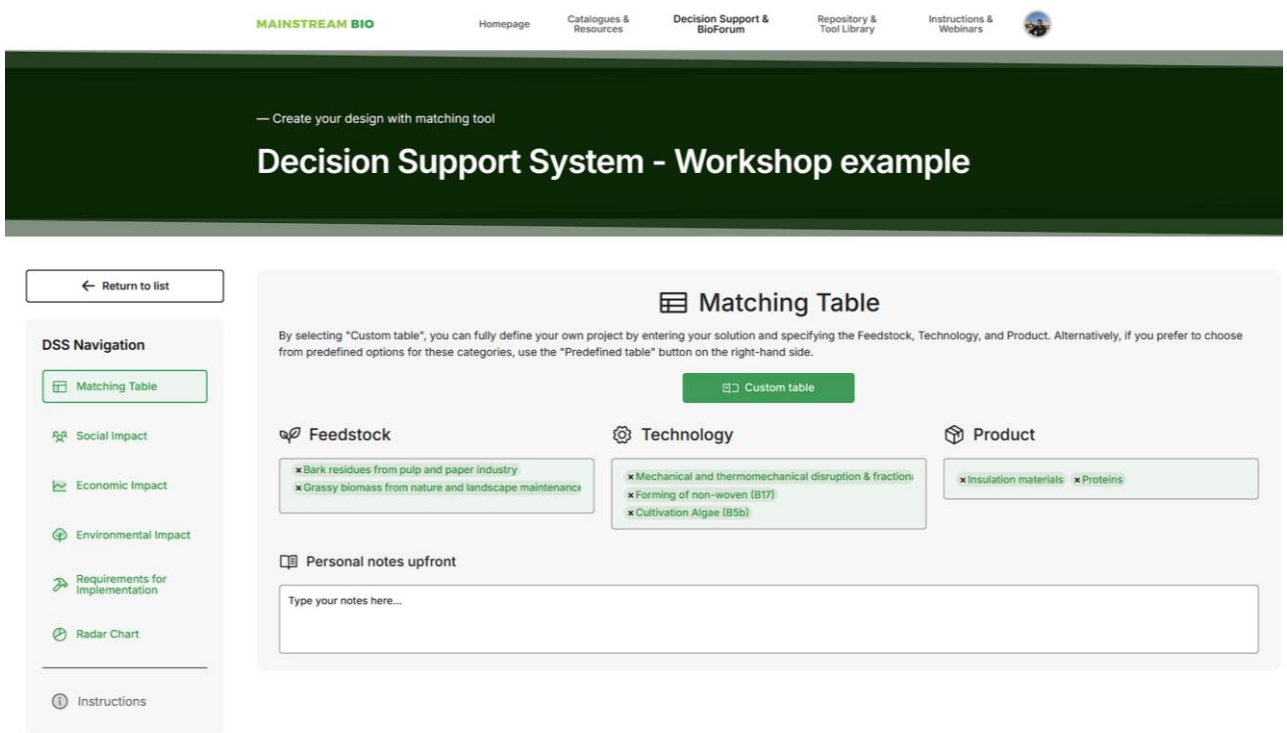 MAINSTREAM BIO
Homepage
Catalogues &
Resources
Decision Support &
BioForum
Repository &
Tool Library
Instructions &
Webinars
— Create your design with matching tool
Decision Support System - Workshop example
← Return to list
DSS Navigation
Matching Table
Social Impact
Economic Impact
Environmental Impact
Requirements for
Implementation
Radar Chart
Instructions
Matching Table
By selecting "Custom table", you can fully define your own project by entering your solution and specifying the Feedstock, Technology, and Product. Alternatively, if you prefer to choose
from predefined options for these categories, use the "Predefined table" button on the right-hand side.
Custom table
Feedstock
× Bark residues from pulp and paper industry
× Grassy biomass from nature and landscape maintenance
Technology
× Mechanical and thermomechanical disruption & fractiona
× Forming of non-woven (B17)
× Cultivation Algae (B5b)
Product
× Insulation materials × Proteins
Personal notes upfront
Type your notes here...